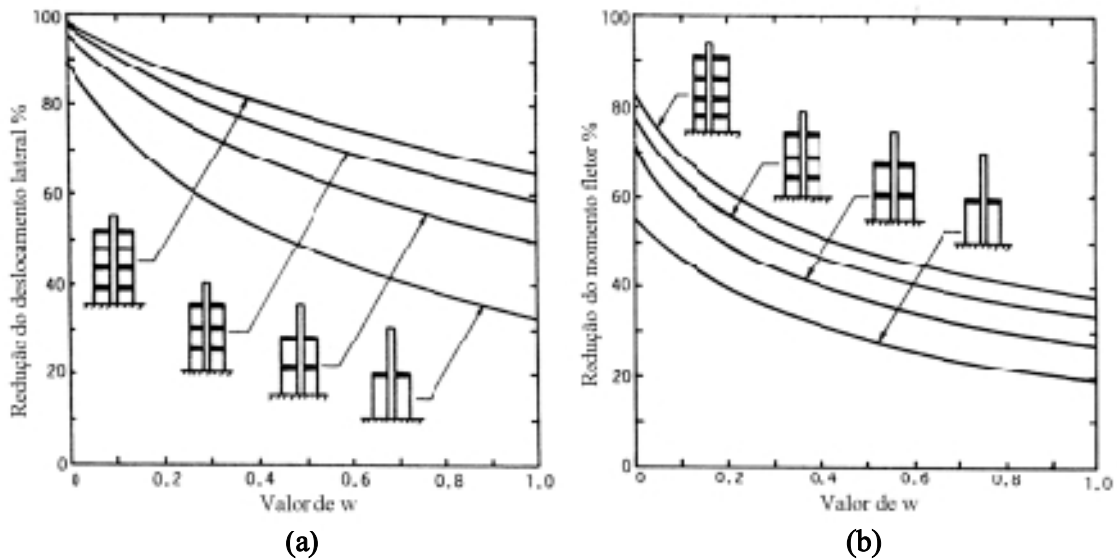 100
80
60
40
20
0
Redução do deslocamento lateral %
0 0.2 0.4 0.6 0.8 1.0
Valor de w
(a)
100
80
60
40
20
0
Redução do momento fletor %
0 0.2 0.4 0.6 0.8 1.0
Valor de w
(b)